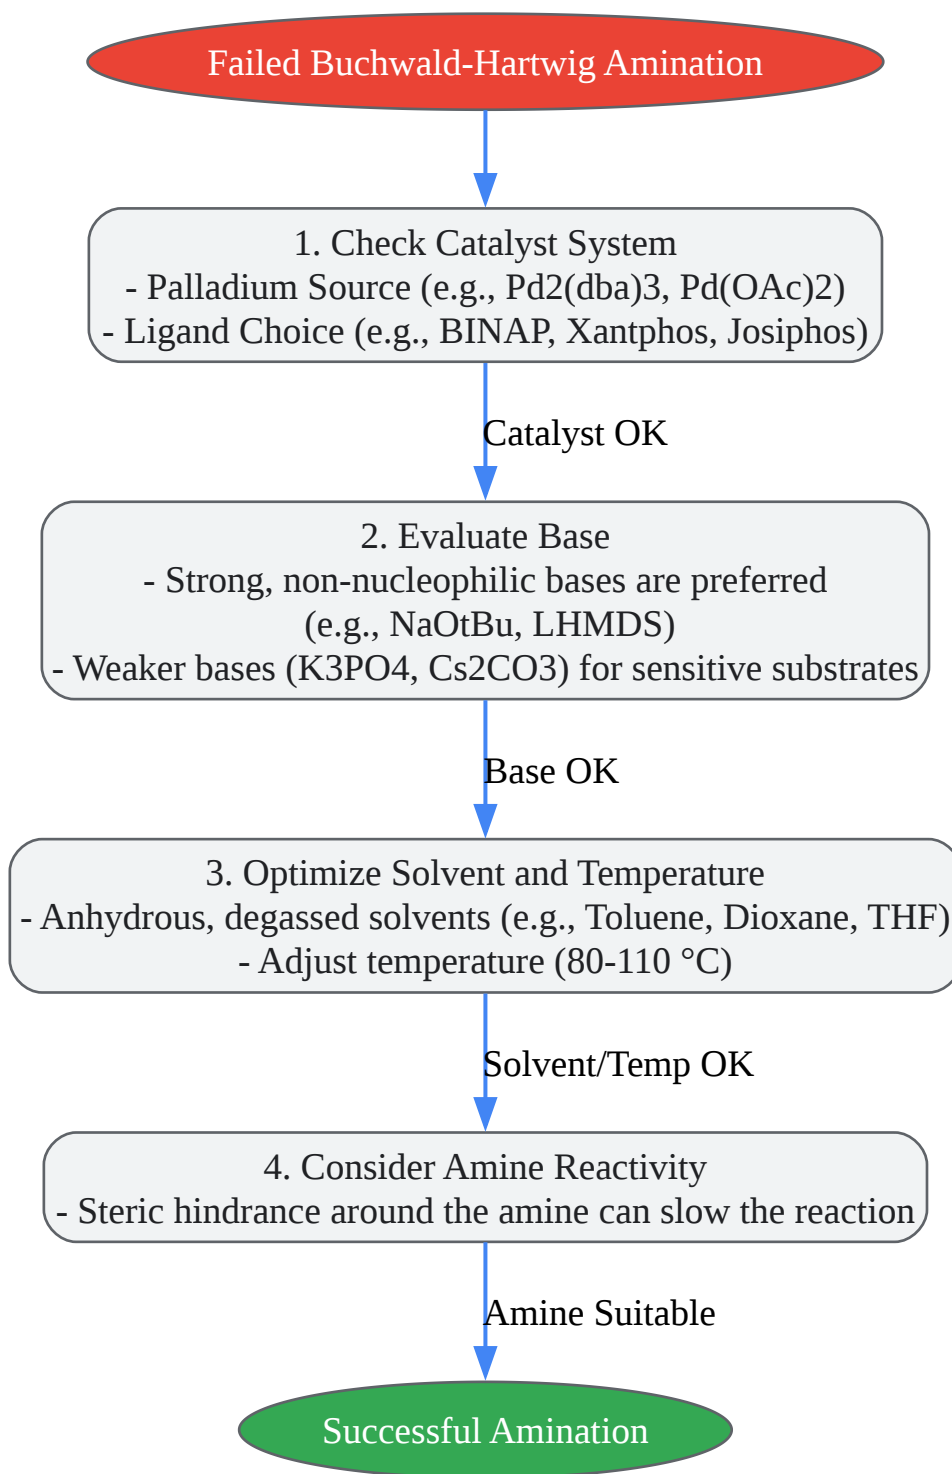 Failed Buchwald-Hartwig Amination
1. Check Catalyst System
- Palladium Source (e.g., Pd2(dba)3, Pd(OAc)2)
- Ligand Choice (e.g., BINAP, Xantphos, Josiphos)
Catalyst OK
2. Evaluate Base
- Strong, non-nucleophilic bases are preferred
(e.g., NaOtBu, LHMDS)
- Weaker bases (K3PO4, Cs2CO3) for sensitive substrates
Base OK
3. Optimize Solvent and Temperature
- Anhydrous, degassed solvents (e.g., Toluene, Dioxane, THF)
- Adjust temperature (80-110 °C)
Solvent/Temp OK
4. Consider Amine Reactivity
- Steric hindrance around the amine can slow the reaction
Amine Suitable
Successful Amination